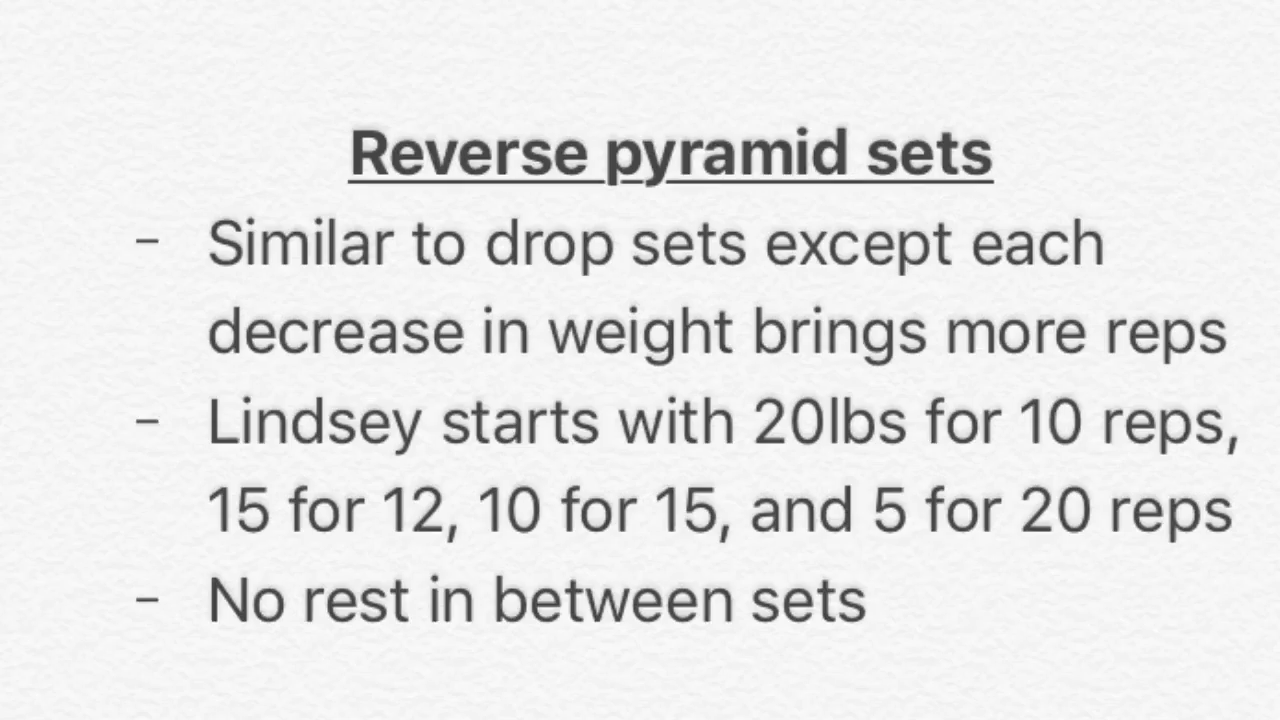 Reverse pyramid sets
- Similar to drop sets except each
decrease in weight brings more reps
- Lindsey starts with 20lbs for 10 reps,
15 for 12, 10 for 15, and 5 for 20 reps
- No rest in between sets